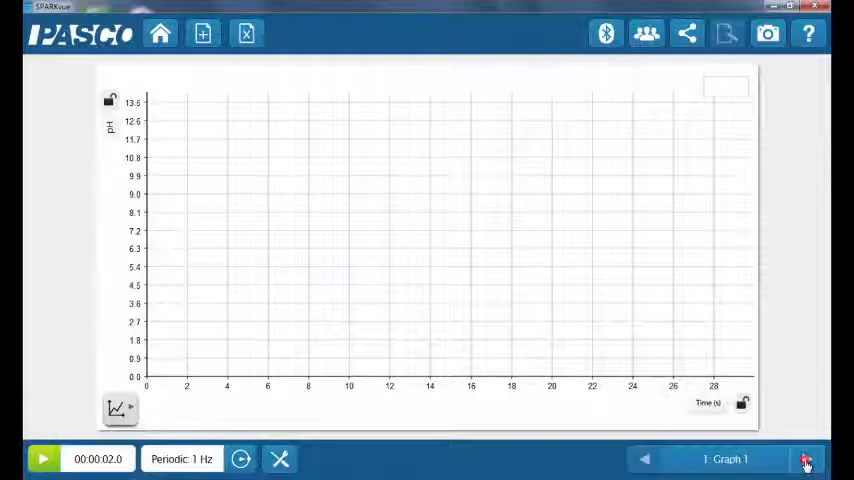 SPARKvue
PASCO
?
13.5
12.6
11.7
10.8
9.9
9.0
8.1
7.2
6.3
5.4
4.5
3.6
2.7
1.8
0.9
0.0
pH
0 2 4 6 8 10 12 14 16 18 20 22 24 26 28
Time (s)
00:00:02.0 Periodic: 1 Hz 1: Graph 1